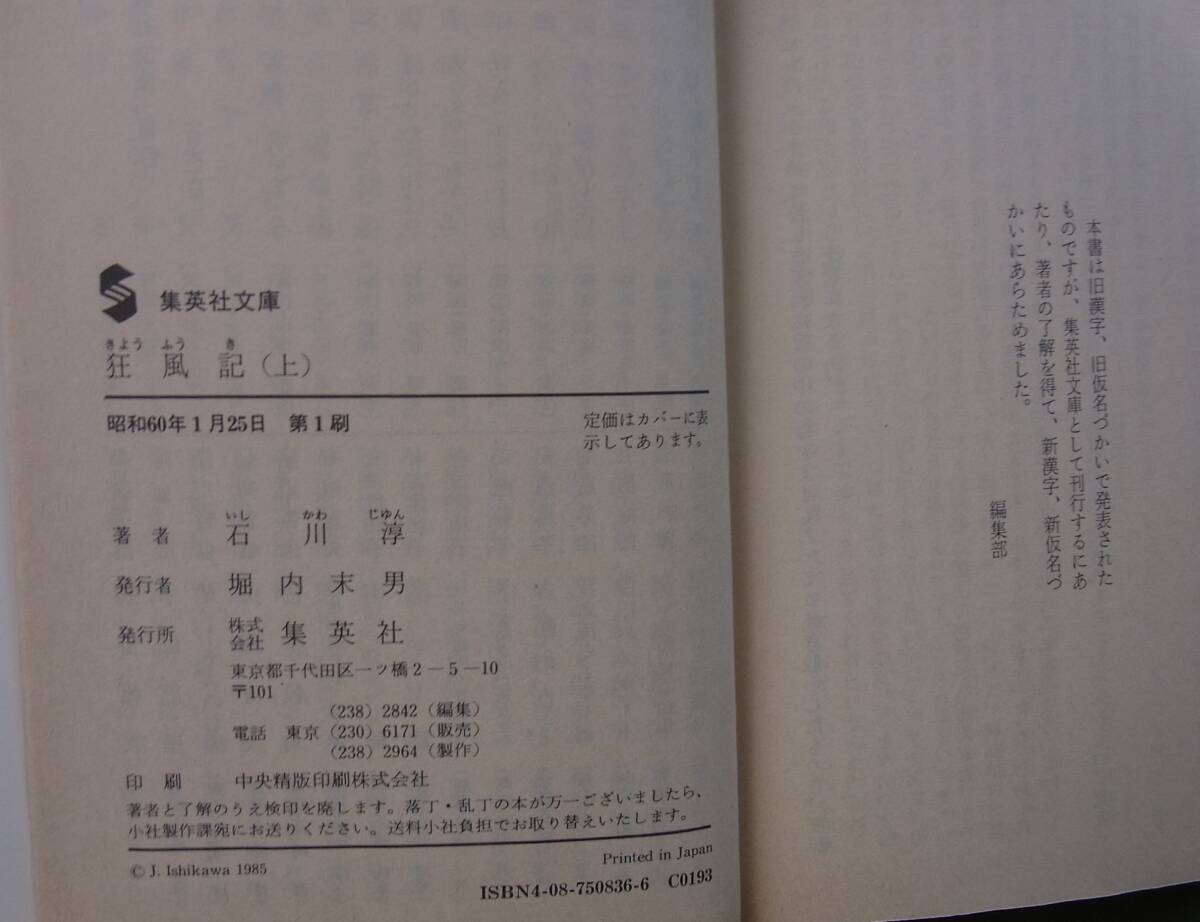 本書は旧漢字、旧仮名づかいで発表された
ものですが、集英社文庫として刊行するにあ
たり、著者の了解を得て、新漢字、新仮名づ
かいにあらためました。
編集部
集英社文庫
きよう ふう き
狂風記（上）
昭和60年1月25日 第1刷
定価はカバーに表
示してあります。
いし かわ じゆん
著者 石川淳
発行者 堀内末男
発行所 株式会社 集英社
東京都千代田区一ツ橋2－5－10
〒101
（238）2842（編集）
電話 東京（230）6171（販売）
（238）2964（製作）
印刷 中央精版印刷株式会社
著者と了解のうえ検印を廃します。落丁・乱丁の本が万一ございましたら、
小社製作課宛にお送りください。送料小社負担でお取り替えいたします。
© J. Ishikawa 1985
Printed in Japan
ISBN4-08-750836-6 C0193